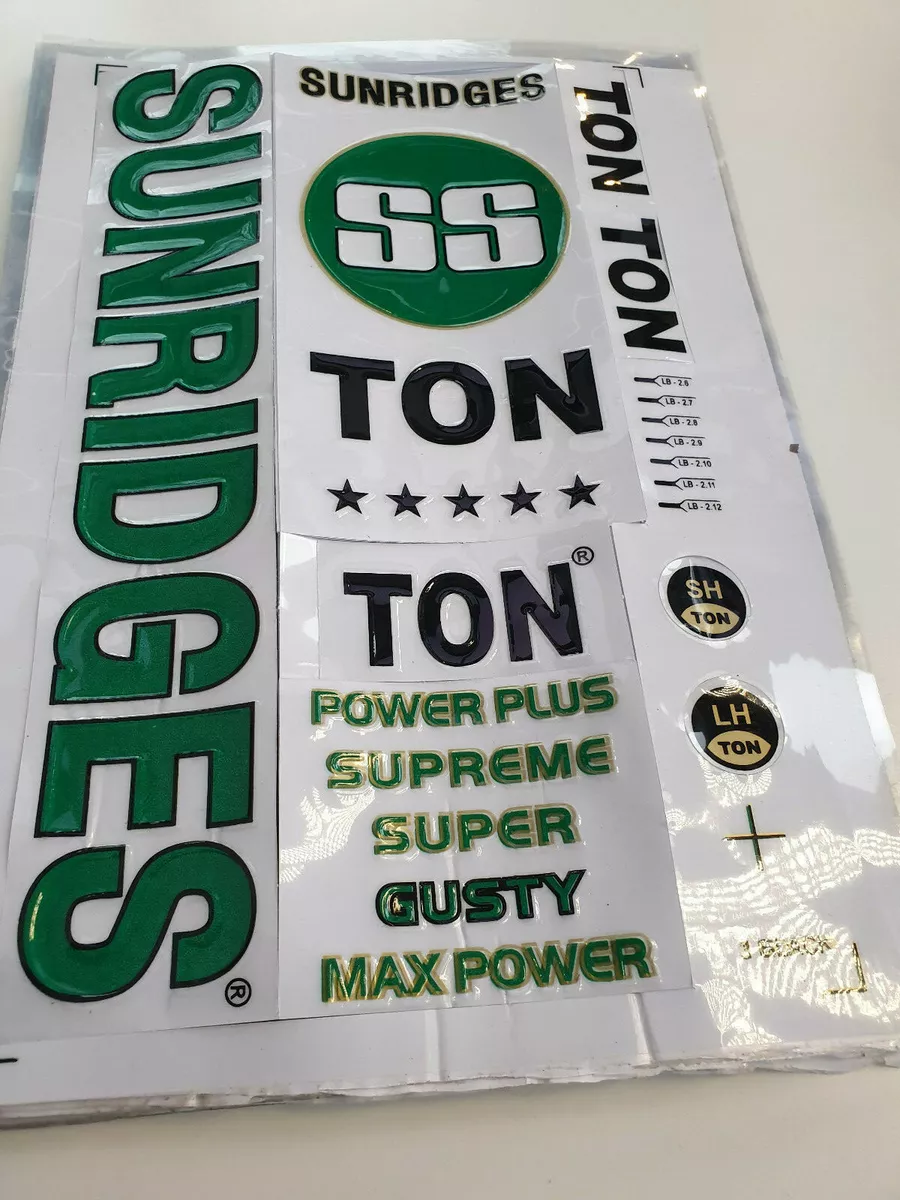 SUNRIDGES®
SUNRIDGES
SS
TON
TON®
POWER PLUS
SUPREME
SUPER
GUSTY
MAX POWER
TON TON
LB - 2.6
LB - 2.7
LB - 2.8
LB - 2.9
LB - 2.10
LB - 2.11
LB - 2.12
SH
TON
LH
TON